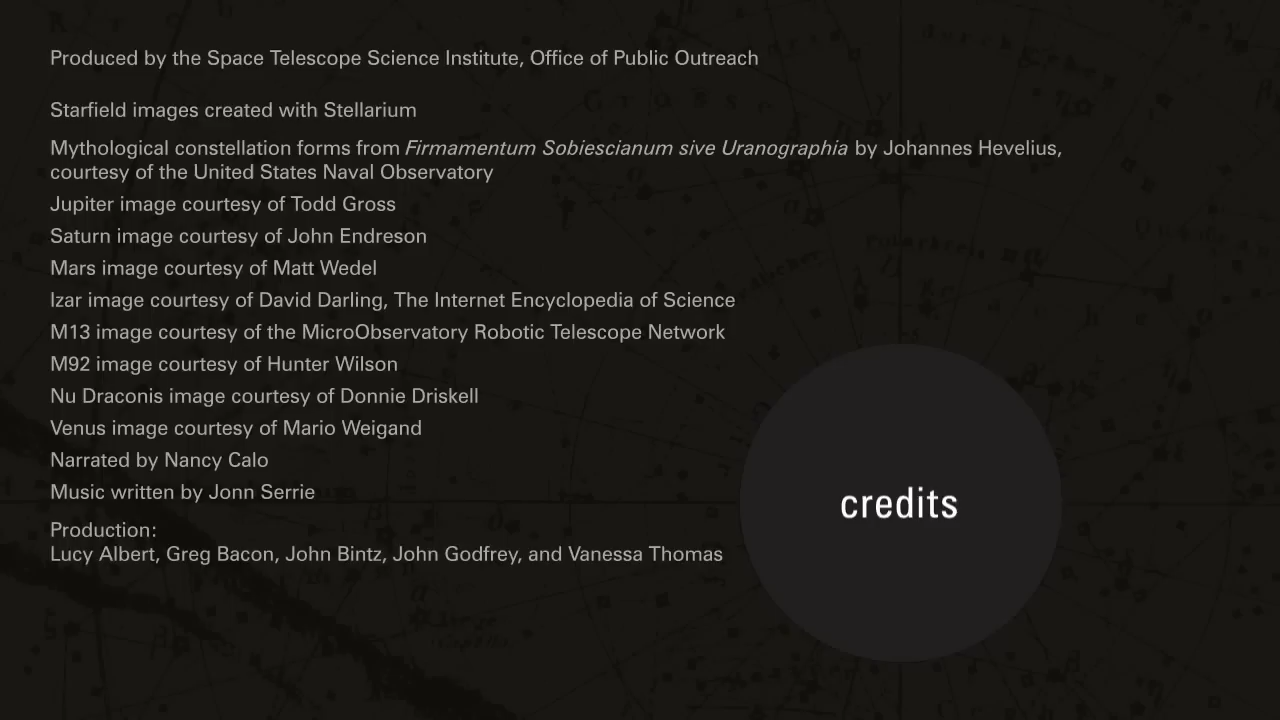 Produced by the Space Telescope Science Institute, Office of Public Outreach
Starfield images created with Stellarium
Mythological constellation forms from Firmamentum Sobiescianum sive Uranographia by Johannes Hevelius,
courtesy of the United States Naval Observatory
Jupiter image courtesy of Todd Gross
Saturn image courtesy of John Endreson
Mars image courtesy of Matt Wedel
Izar image courtesy of David Darling, The Internet Encyclopedia of Science
M13 image courtesy of the MicroObservatory Robotic Telescope Network
M92 image courtesy of Hunter Wilson
Nu Draconis image courtesy of Donnie Driskell
Venus image courtesy of Mario Weigand
Narrated by Nancy Calo
Music written by Jonn Serrie
Production:
Lucy Albert, Greg Bacon, John Bintz, John Godfrey, and Vanessa Thomas
credits